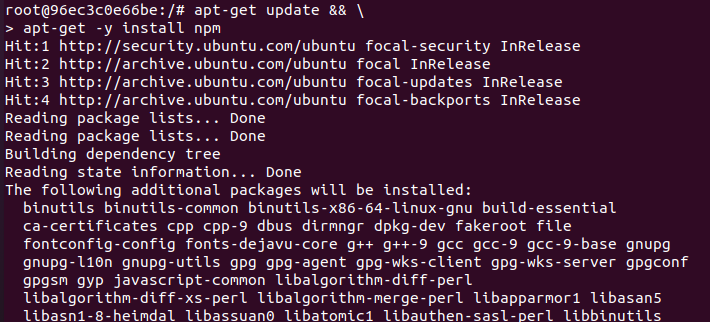 root@96ec3c0e66be:/# apt-get update && \
> apt-get -y install npm
Hit:1 http://security.ubuntu.com/ubuntu focal-security InRelease
Hit:2 http://archive.ubuntu.com/ubuntu focal InRelease
Hit:3 http://archive.ubuntu.com/ubuntu focal-updates InRelease
Hit:4 http://archive.ubuntu.com/ubuntu focal-backports InRelease
Reading package lists... Done
Reading package lists... Done
Building dependency tree
Reading state information... Done
The following additional packages will be installed:
binutils binutils-common binutils-x86-64-linux-gnu build-essential
ca-certificates cpp cpp-9 dbus dirmngr dpkg-dev fakeroot file
fontconfig-config fonts-dejavu-core g++ g++-9 gcc gcc-9 gcc-9-base gnupg
gnupg-l10n gnupg-utils gpg gpg-agent gpg-wks-client gpg-wks-server gpgconf
gpgsm gyp javascript-common libalgorithm-diff-perl
libalgorithm-diff-xs-perl libalgorithm-merge-perl libapparmor1 libasan5
libasn1-8-heimdal libassuan0 libatomic1 libauthen-sasl-perl libbinutils